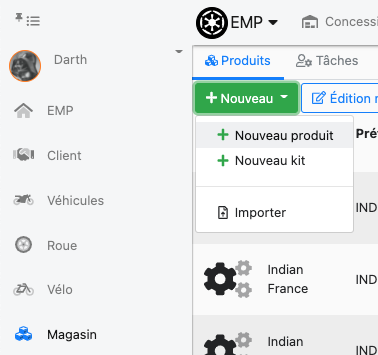 EMP
Concessi
Darth
Produits
Tâches
Nouveau
Édition
EMP
Nouveau produit
Pré
Nouveau kit
Client
Véhicules
IND
Importer
Roue
Indian
France
IND
Vélo
Magasin
Indian
IND